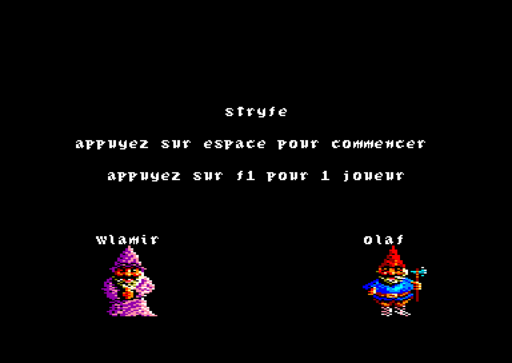 stryfe
appuyez sur espace pour commencer
appuyez sur f1 pour 1 joueur
wlamir
olaf